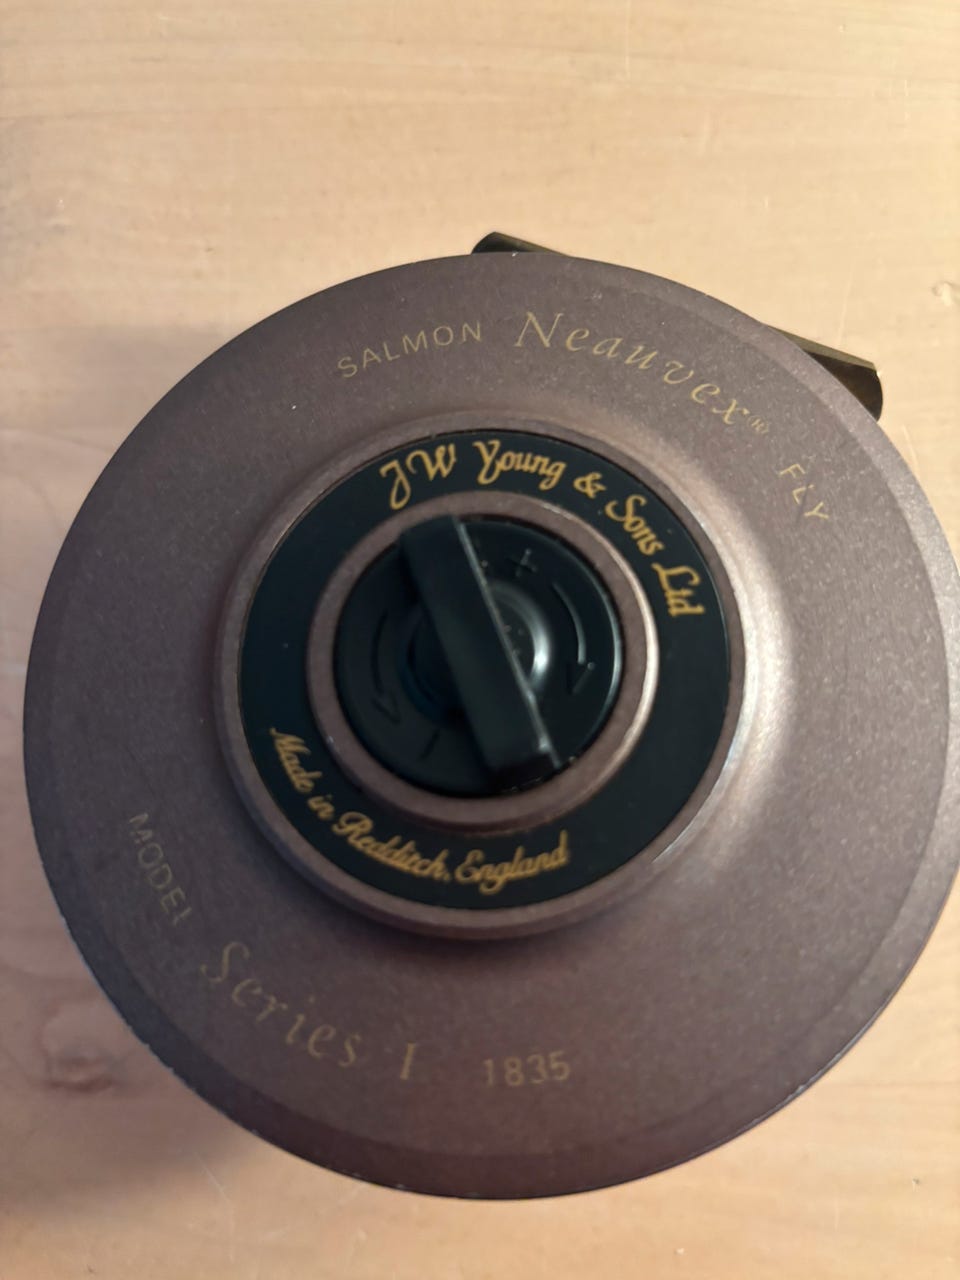 SALMON Neauvex® FLY
JW Young & Sons Ltd
+
-
Made in Redditch, England
MODEL Series I 1835